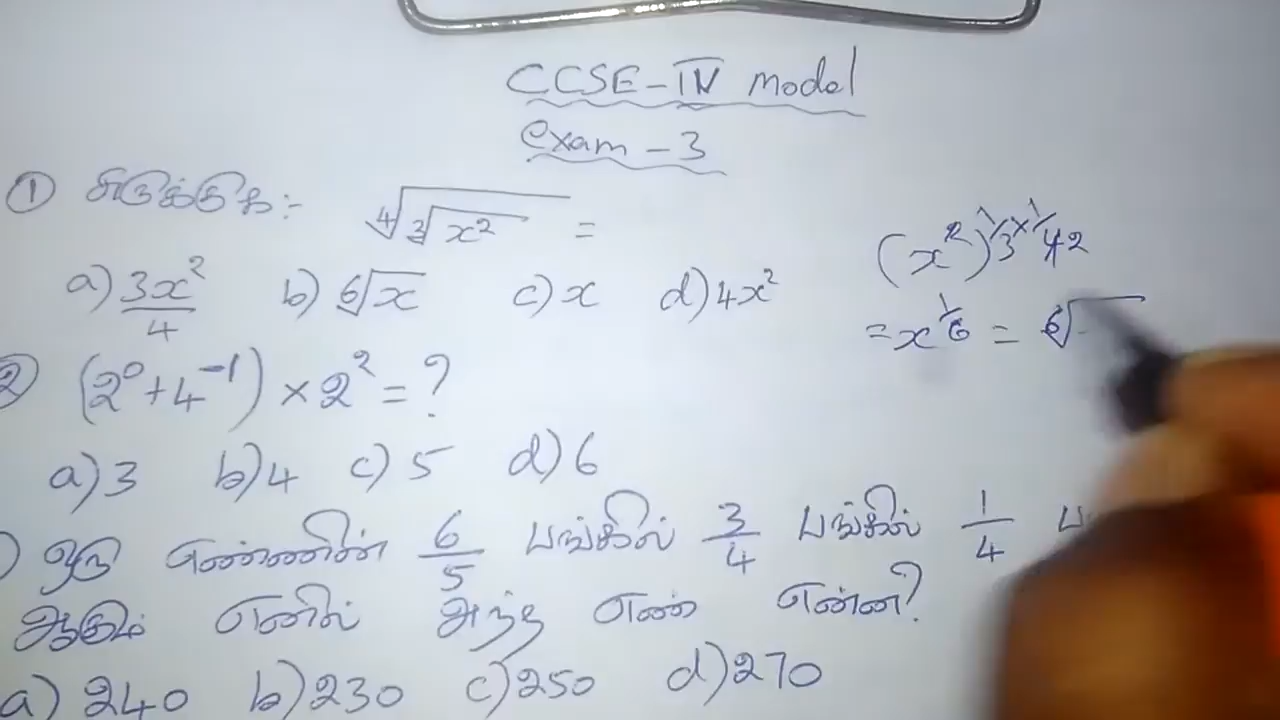 CCSE-IV model
exam - 3
① சுருக்குக:- ∜∛x² =
a) 3x²/4 b) ⁶√x c) x d) 4x²
(x²)^1/3 × 1/4 2
= x^1/6 = ⁶√
② (2⁰ + 4⁻¹) × 2² = ?
a) 3 b) 4 c) 5 d) 6
ஒரு எண்ணின் 6/5 பங்கில் 3/4 பங்கில் 1/4
ஆகும் எனில் அந்த எண் என்ன?
a) 240 b) 230 c) 250 d) 270